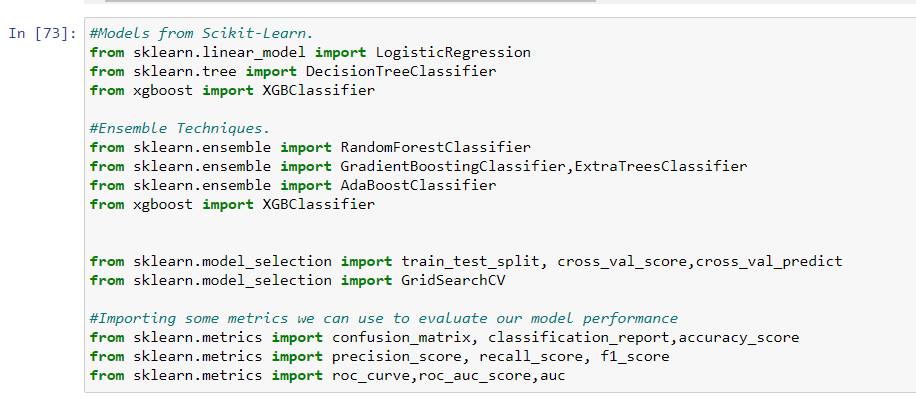 In [73]: #Models from Scikit-Learn.
from sklearn.linear_model import LogisticRegression
from sklearn.tree import DecisionTreeClassifier
from xgboost import XGBClassifier
#Ensemble Techniques.
from sklearn.ensemble import RandomForestClassifier
from sklearn.ensemble import GradientBoostingClassifier,ExtraTreesClassifier
from sklearn.ensemble import AdaBoostClassifier
from xgboost import XGBClassifier
from sklearn.model_selection import train_test_split, cross_val_score,cross_val_predict
from sklearn.model_selection import GridSearchCV
#Importing some metrics we can use to evaluate our model performance
from sklearn.metrics import confusion_matrix, classification_report,accuracy_score
from sklearn.metrics import precision_score, recall_score, f1_score
from sklearn.metrics import roc_curve,roc_auc_score,auc